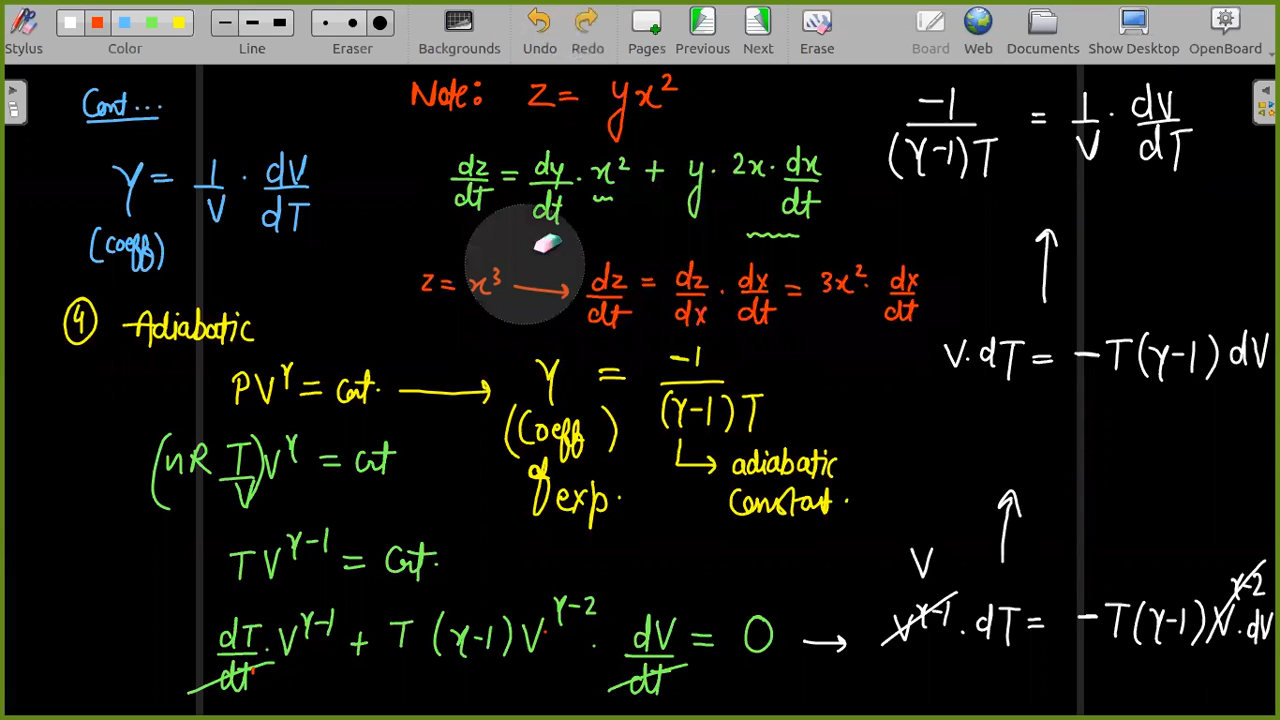 Stylus Color Line Eraser Backgrounds Undo Redo Pages Previous Next Erase Board Web Documents Show Desktop OpenBoard
Cont...
γ = 1/V · dV/dT
(Coeff)
Note: z = yx²
dz/dt = dy/dt · x² + y · 2x · dx/dt
z = x³ → dz/dt = dz/dx · dx/dt = 3x² · dx/dt
④ Adiabatic
PV^γ = cnt. → γ = -1/((γ-1)T)
(Coeff of exp.)
↳ adiabatic
constant.
(nR T/V)V^γ = cnt
TV^(γ-1) = cnt.
dT/dt · V^(γ-1) + T(γ-1)V^(γ-2) · dV/dt = 0 → V^(γ-1) · dT = -T(γ-1)V^(γ-2) · dV
V
↑
V·dT = -T(γ-1)dV
↑
-1/((γ-1)T) = 1/V · dV/dT